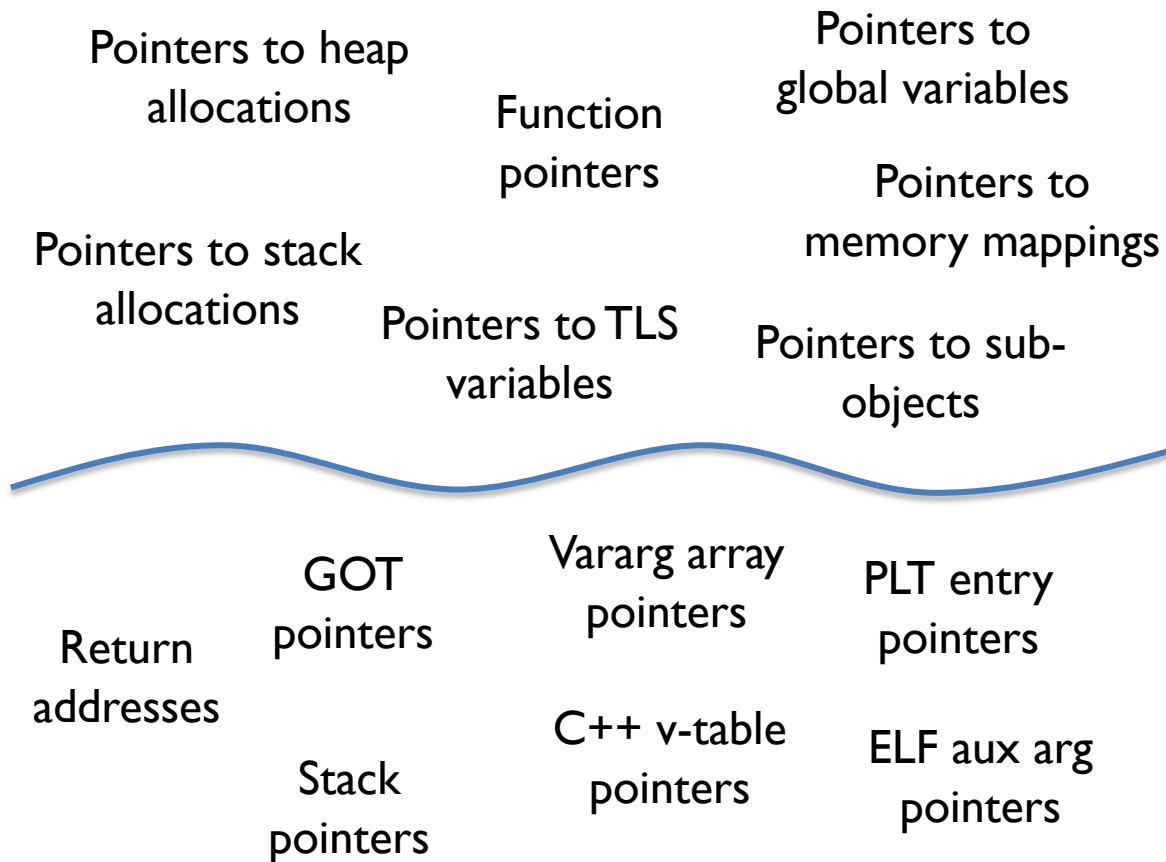 Pointers to heap
allocations
Function
pointers
Pointers to
global variables
Pointers to
memory mappings
Pointers to stack
allocations
Pointers to TLS
variables
Pointers to sub-
objects
Return
addresses
GOT
pointers
Vararg array
pointers
PLT entry
pointers
Stack
pointers
C++ v-table
pointers
ELF aux arg
pointers